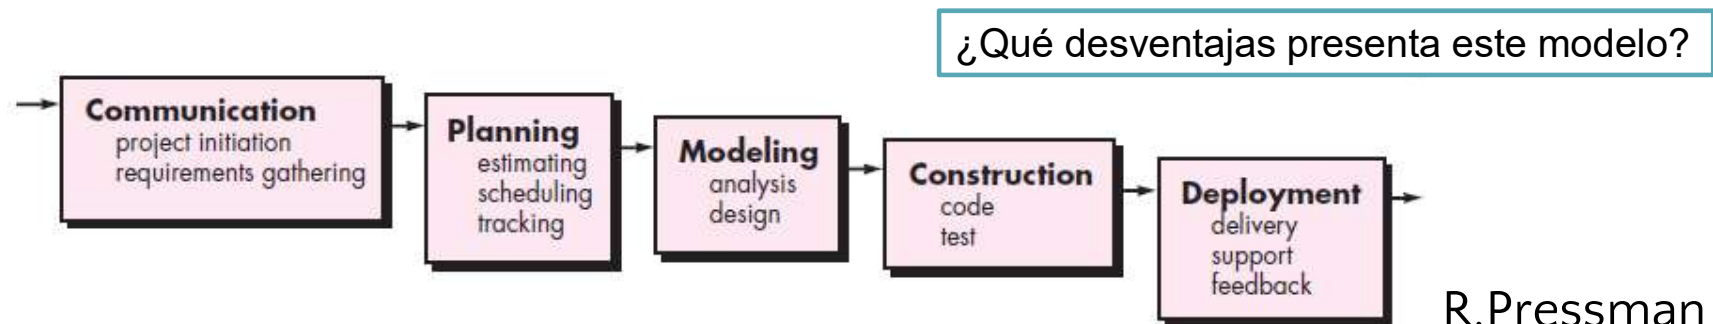 ¿Qué desventajas presenta este modelo?
Communication
project initiation
requirements gathering
Planning
estimating
scheduling
tracking
Modeling
analysis
design
Construction
code
test
Deployment
delivery
support
feedback
R.Pressman